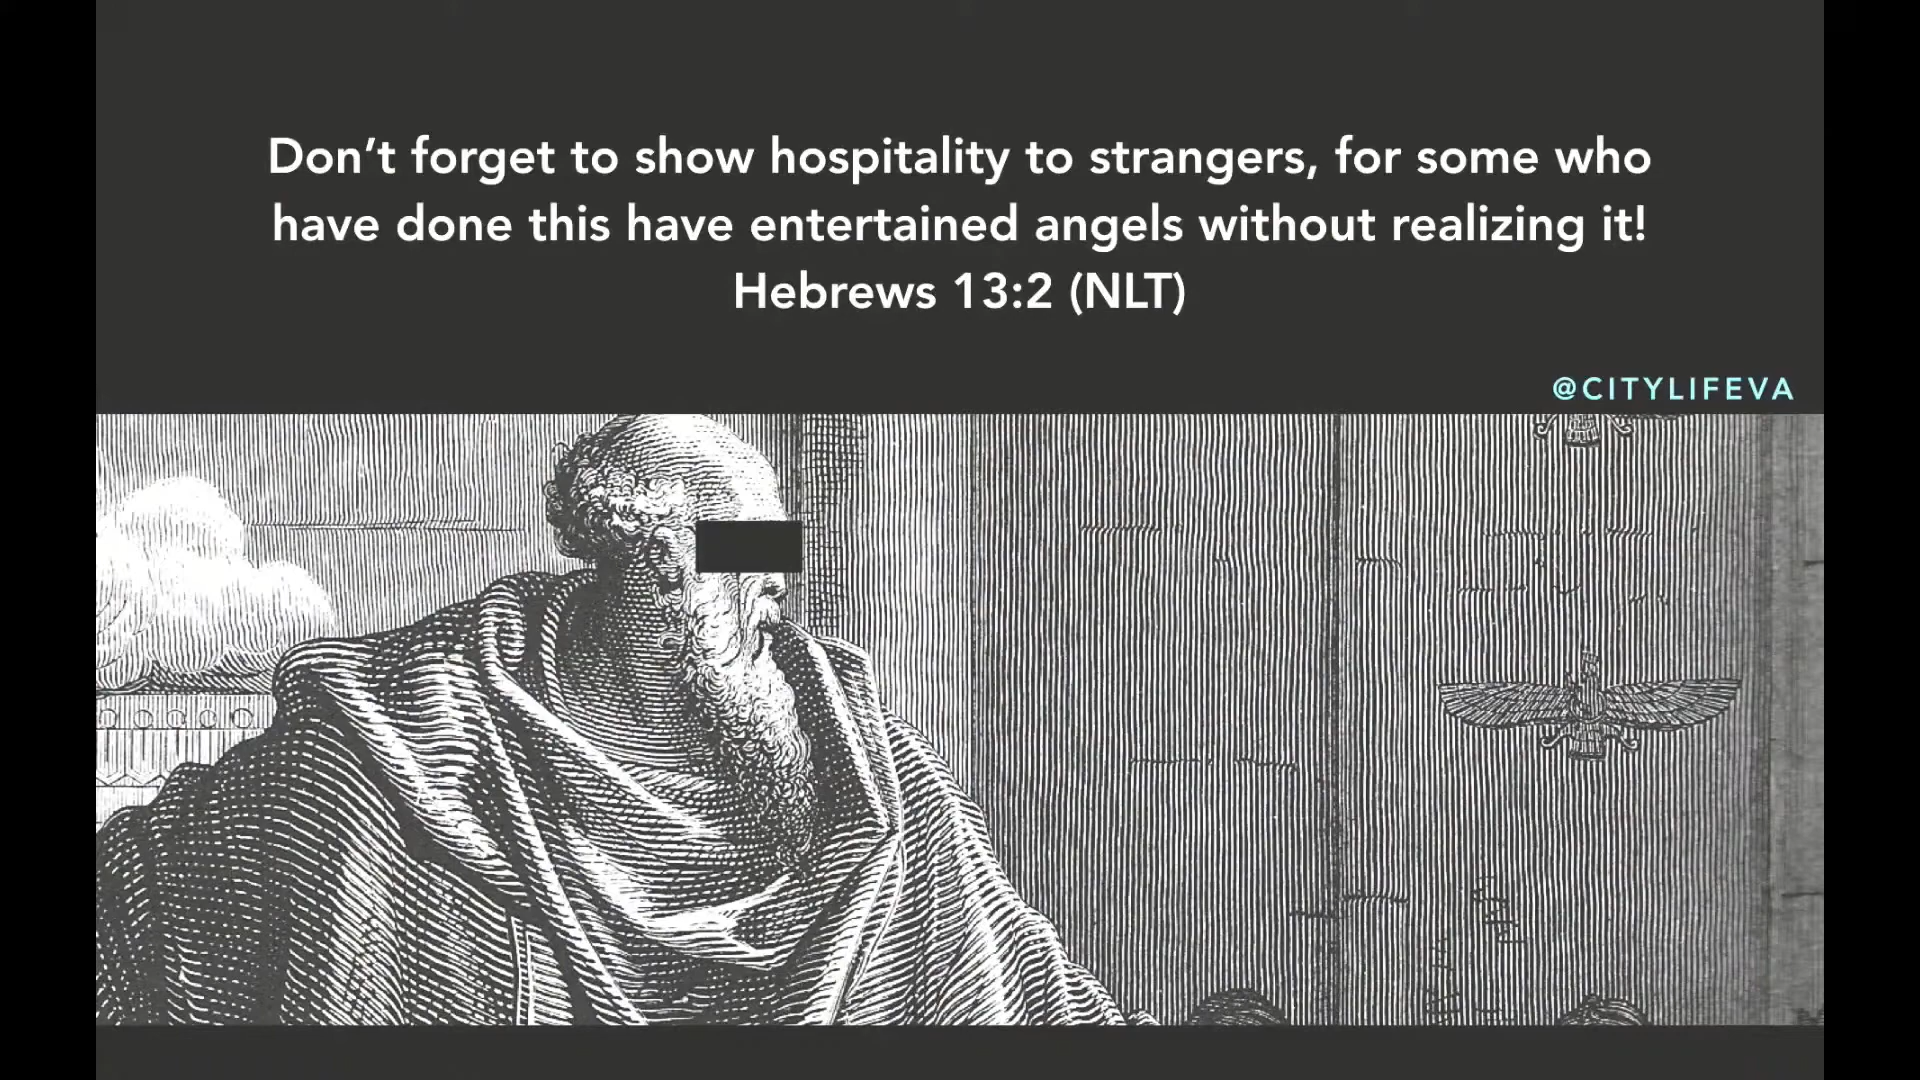 Don’t forget to show hospitality to strangers, for some who
have done this have entertained angels without realizing it!
Hebrews 13:2 (NLT)
@CITYLIFEVA